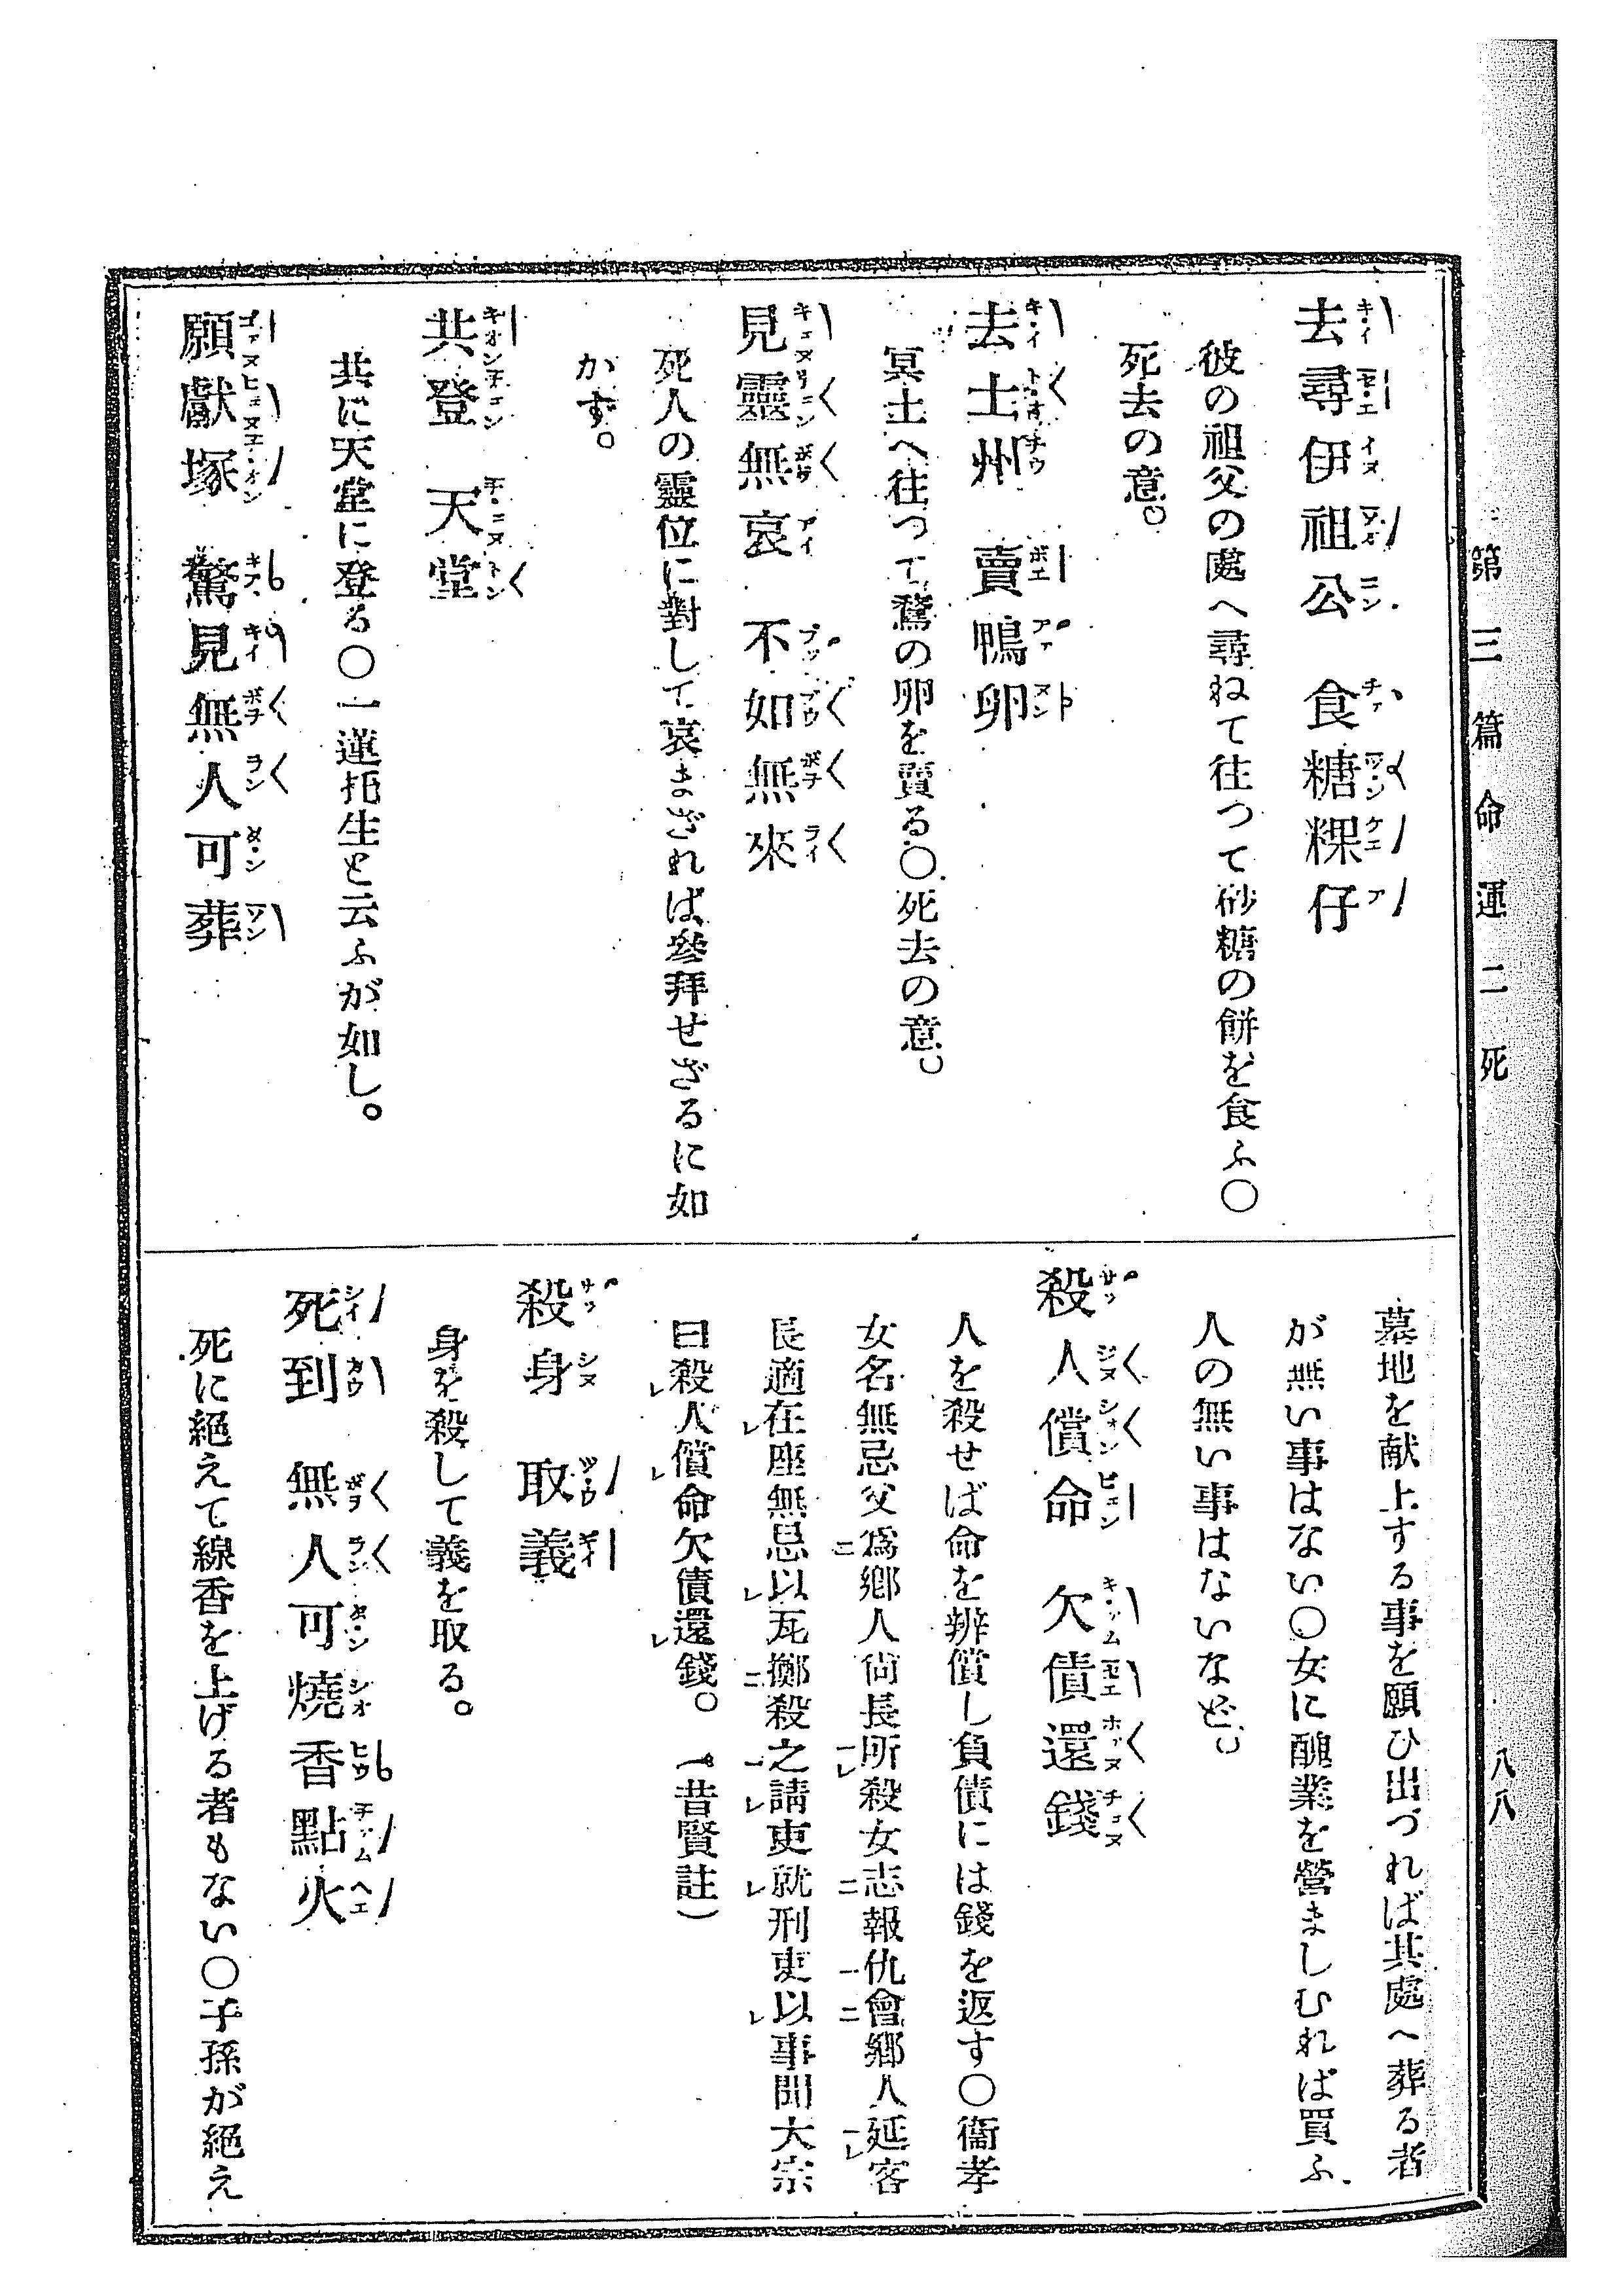 第三篇 命運 二 死
八八
去尋伊祖公 食糖粿仔
彼の祖父の處へ尋ねて往つて砂糖の餅を食ふ〇
死去の意。
去土州 賣鴨卵
冥土へ往つて鶩の卵を賣る〇死去の意。
見靈無哀 不如無來
死人の靈位に對して哀まざれば、參拜せざるに如
かず。
共登 天堂
共に天堂に登る〇一蓮托生と云ふが如し。
願獻塚 驚見無人可葬
墓地を献上する事を願ひ出づれば其處へ葬る者
が無い事はない〇女に醜業を營ましむれば買ふ
人の無い事はないなど。
殺人償命 欠債還錢
人を殺せば命を辨償し負債には錢を返す〇衞孝
女名無忌父爲鄕人尙長所殺女志報仇會鄕人延客
長適在座無忌以瓦擲殺之請吏就刑吏以事聞大宗
曰殺人償命欠債還錢。 (昔賢註)
殺身 取義
身を殺して義を取る。
死到 無人可燒香點火
死に絕えて線香を上げる者もない〇子孫が絕え